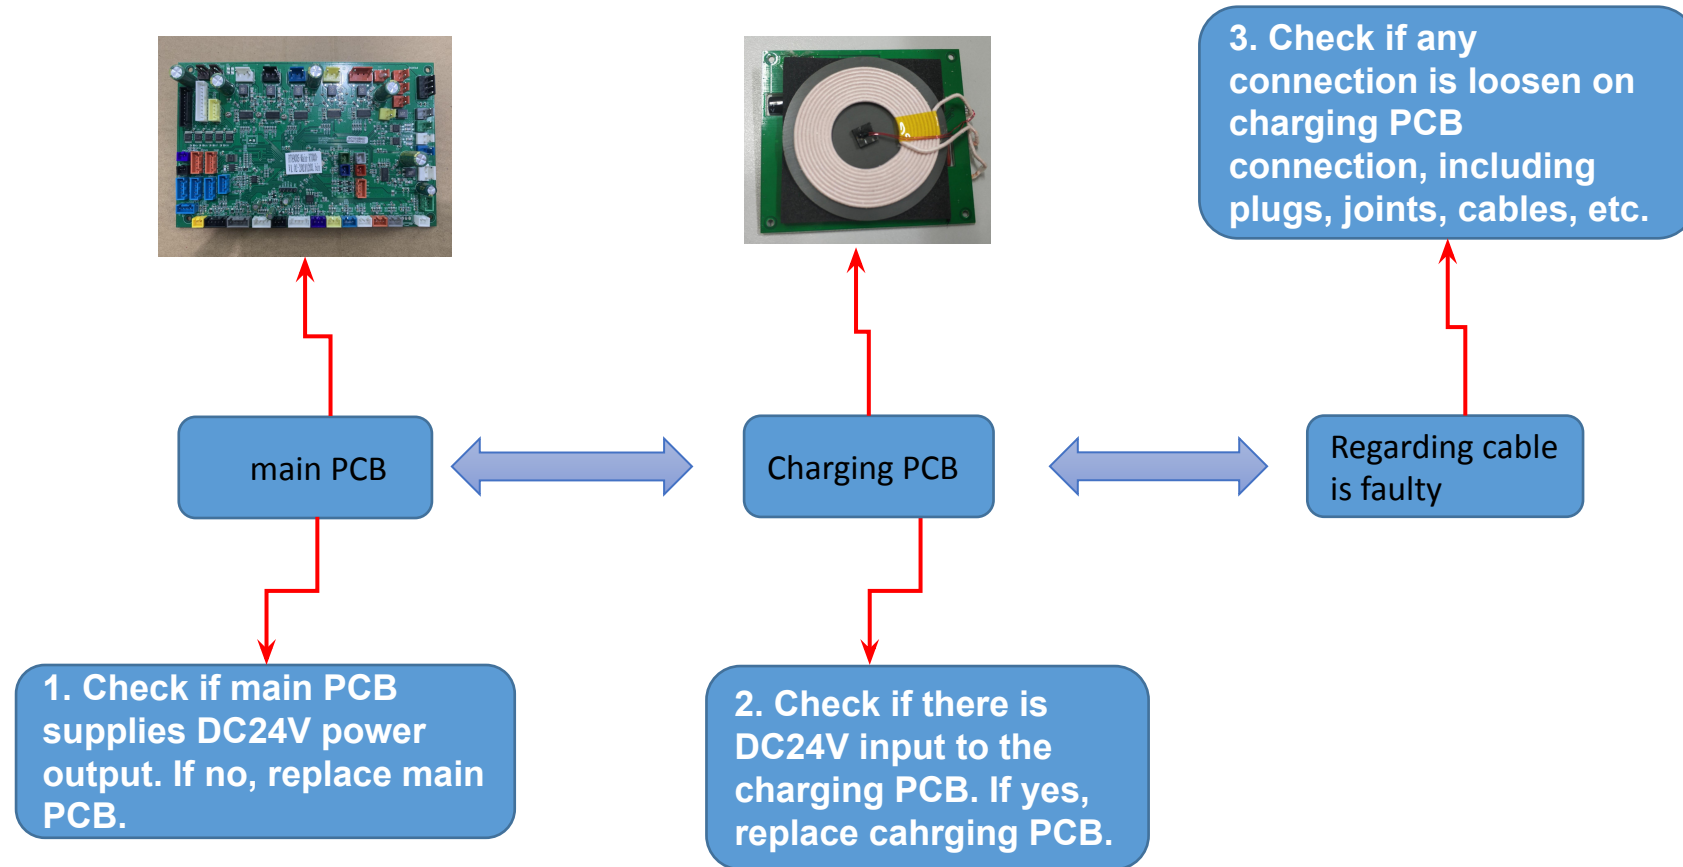 3. Check if any
connection is loosen on
charging PCB
connection, including
plugs, joints, cables, etc.
main PCB
Charging PCB
Regarding cable
is faulty
1. Check if main PCB
supplies DC24V power
output. If no, replace main
PCB.
2. Check if there is
DC24V input to the
charging PCB. If yes,
replace cahrging PCB.